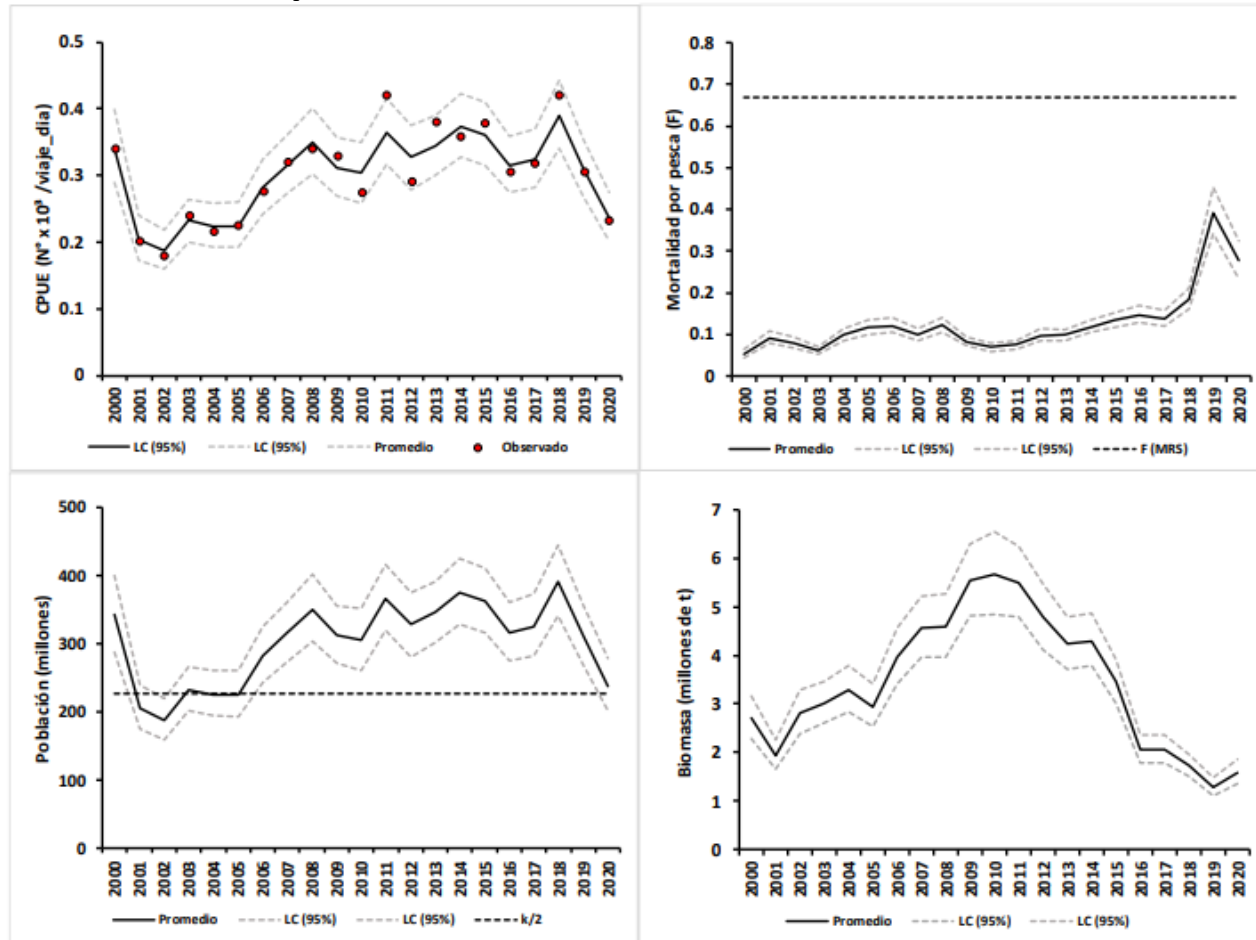 CPUE (N° x 10³ /viaje_dia)
0.5
0.4
0.3
0.2
0.1
0
2000 2001 2002 2003 2004 2005 2006 2007 2008 2009 2010 2011 2012 2013 2014 2015 2016 2017 2018 2019 2020
LC (95%) LC (95%) Promedio Observado
Mortalidad por pesca (F)
0.8
0.7
0.6
0.5
0.4
0.3
0.2
0.1
0
2000 2001 2002 2003 2004 2005 2006 2007 2008 2009 2010 2011 2012 2013 2014 2015 2016 2017 2018 2019 2020
Promedio LC (95%) LC (95%) F (MRS)
Población (millones)
500
400
300
200
100
0
2000 2001 2002 2003 2004 2005 2006 2007 2008 2009 2010 2011 2012 2013 2014 2015 2016 2017 2018 2019 2020
Promedio LC (95%) LC (95%) k/2
Biomasa (millones de t)
7
6
5
4
3
2
1
0
2000 2001 2002 2003 2004 2005 2006 2007 2008 2009 2010 2011 2012 2013 2014 2015 2016 2017 2018 2019 2020
Promedio LC (95%) LC (95%)